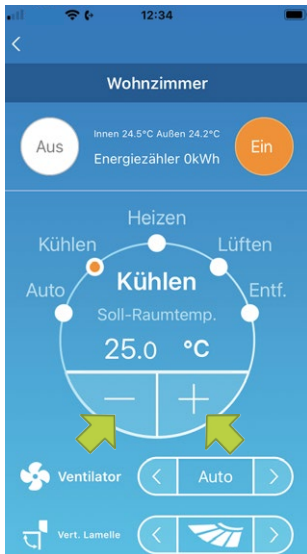 12:34
Wohnzimmer
Aus
Innen 24.5°C Außen 24.2°C
Energiezähler 0kWh
Ein
Heizen
Kühlen
Lüften
Auto
Kühlen
Entf.
Soll-Raumtemp.
25.0 °C
Ventilator
Auto
Vert. Lamelle